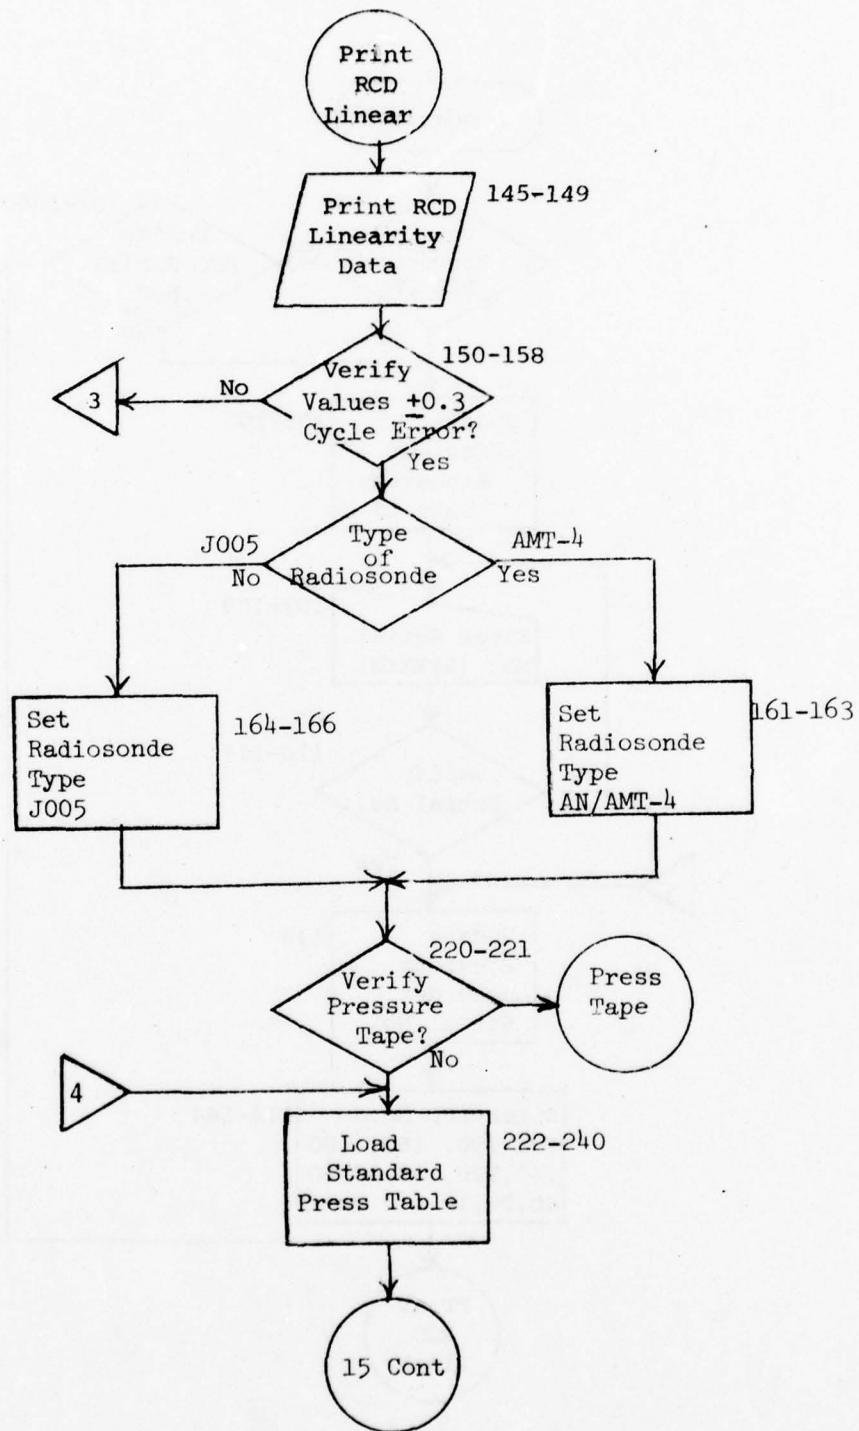 Print
RCD
Linear
Print RCD
Linearity
Data
145-149
150-158
Verify
Values ±0.3
Cycle Error?
No
3
Yes
Type
of
Radiosonde
J005
No
AMT-4
Yes
Set
Radiosonde
Type
J005
164-166
Set
Radiosonde
Type
AN/AMT-4
161-163
220-221
Verify
Pressure
Tape?
Press
Tape
No
4
Load
Standard
Press Table
222-240
15 Cont